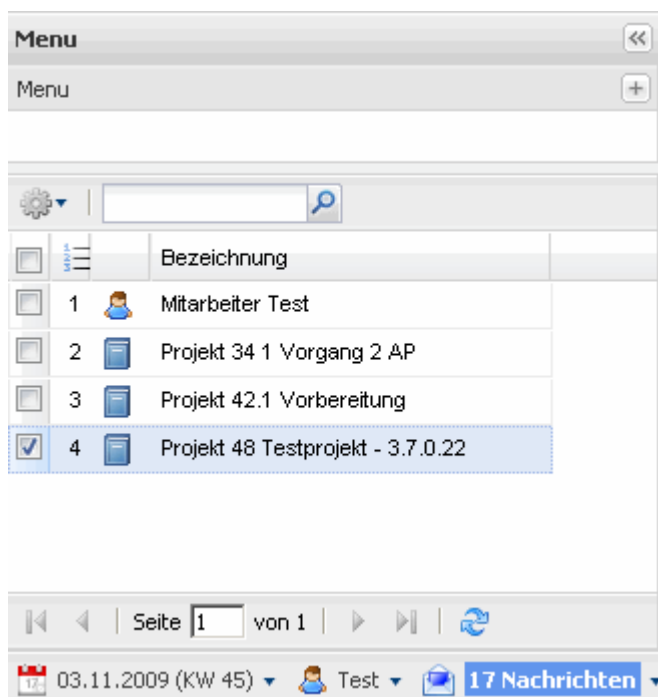 Menu
Menu
Bezeichnung
1 Mitarbeiter Test
2 Projekt 34 1 Vorgang 2 AP
3 Projekt 42.1 Vorbereitung
4 Projekt 48 Testprojekt - 3.7.0.22
Seite 1 von 1
03.11.2009 (KW 45) Test 17 Nachrichten